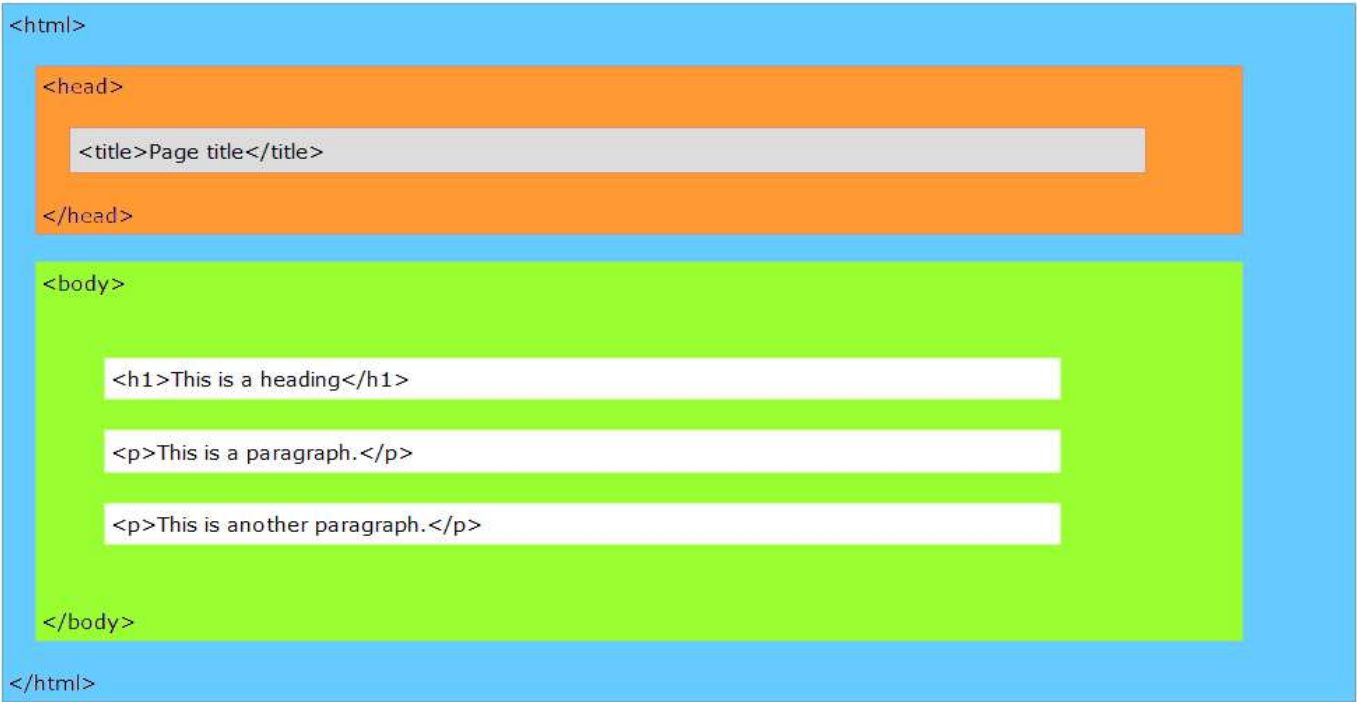 <html>
<head>
<title>Page title</title>
</head>
<body>
<h1>This is a heading</h1>
<p>This is a paragraph.</p>
<p>This is another paragraph.</p>
</body>
</html>